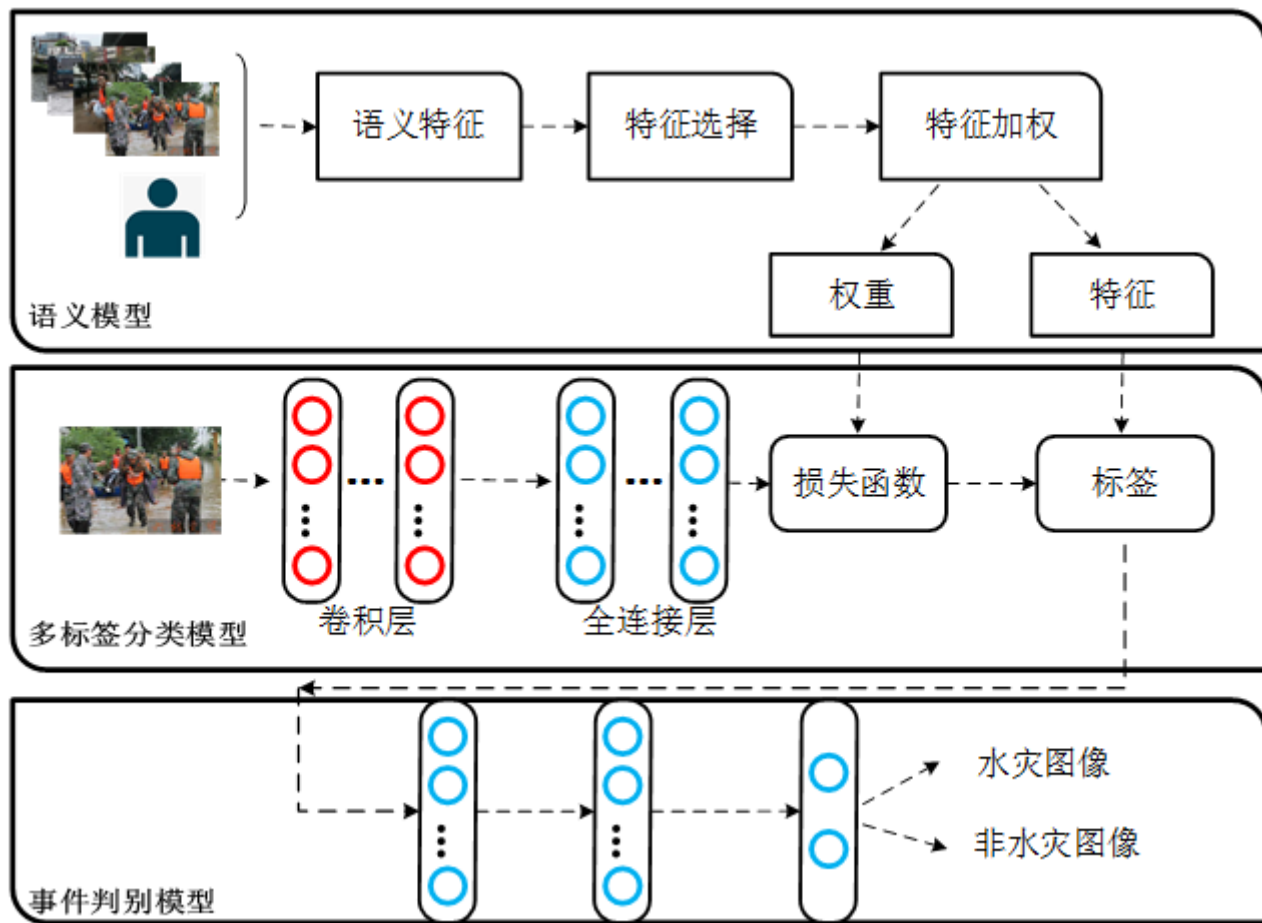 语义特征
特征选择
特征加权
权重
特征
语义模型
损失函数
标签
卷积层
全连接层
多标签分类模型
水灾图像
非水灾图像
事件判别模型